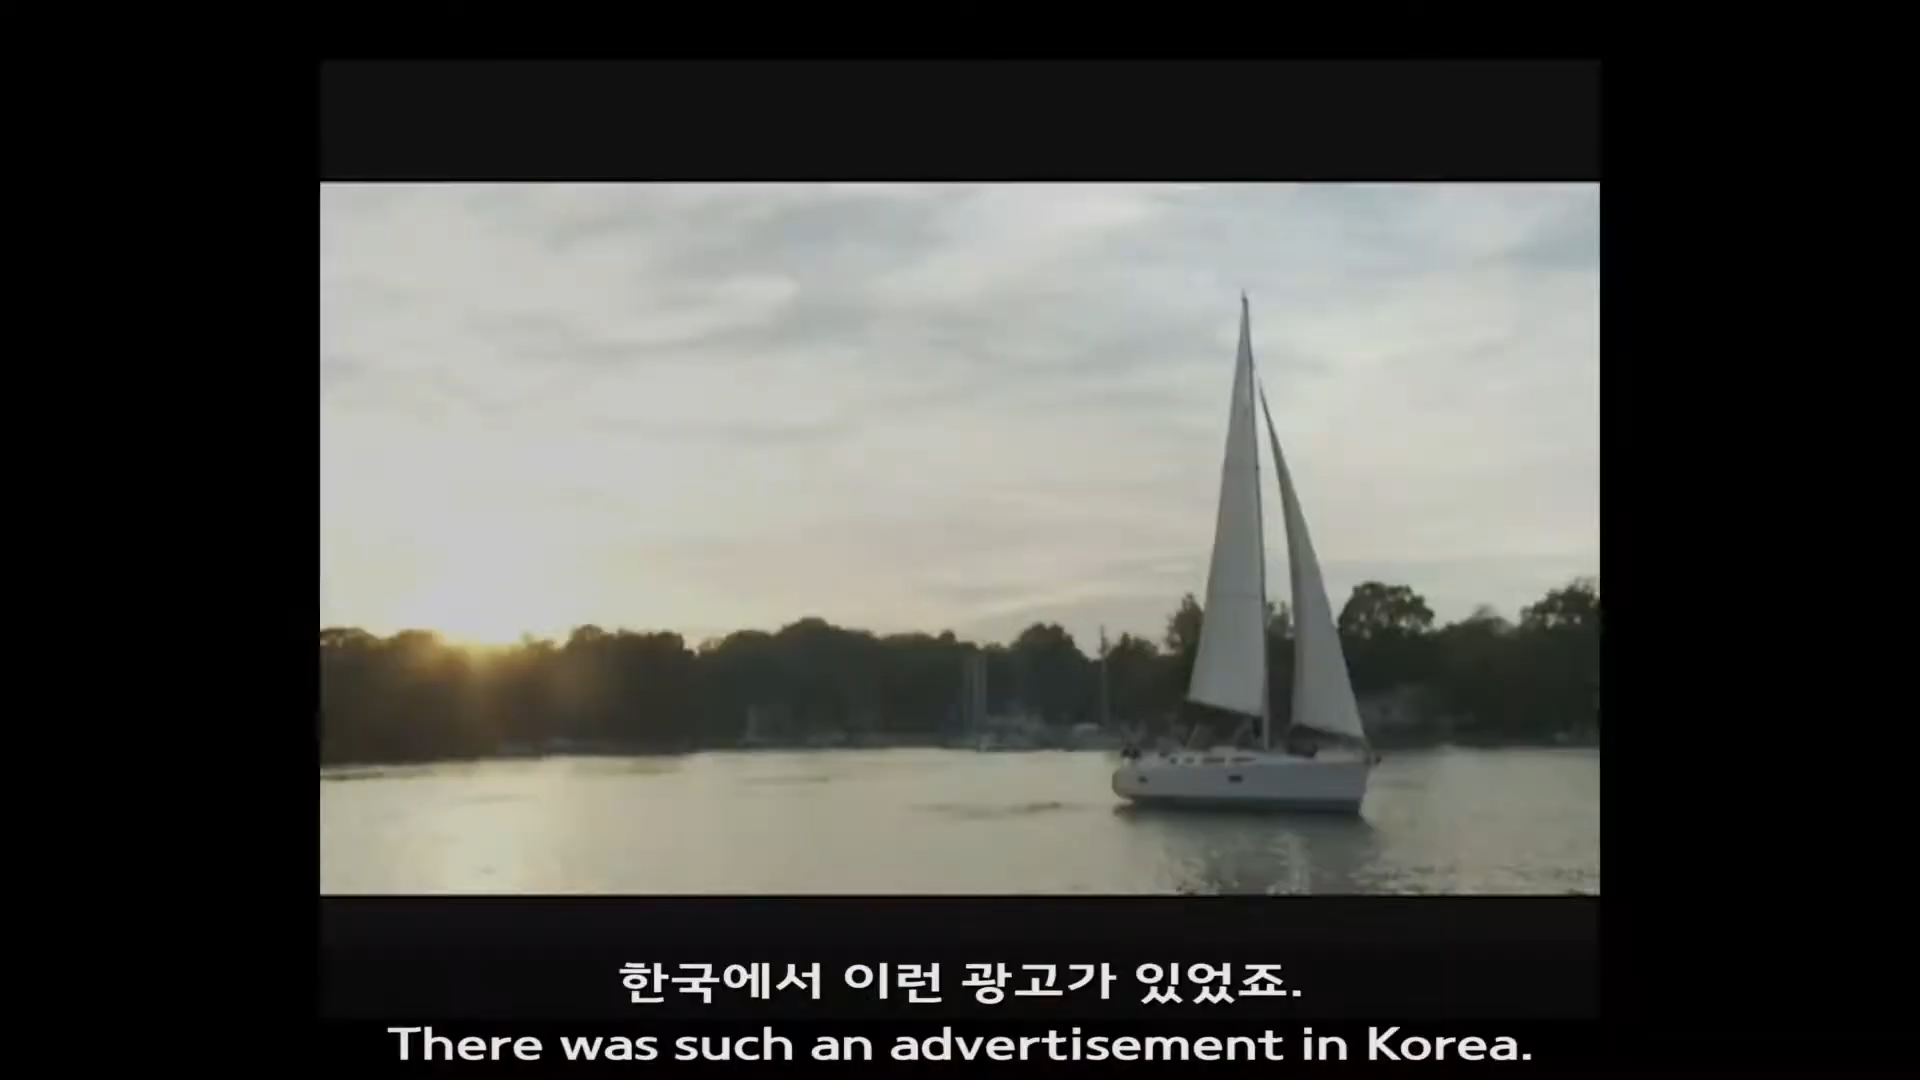 한국에서 이런 광고가 있었죠.
There was such an advertisement in Korea.